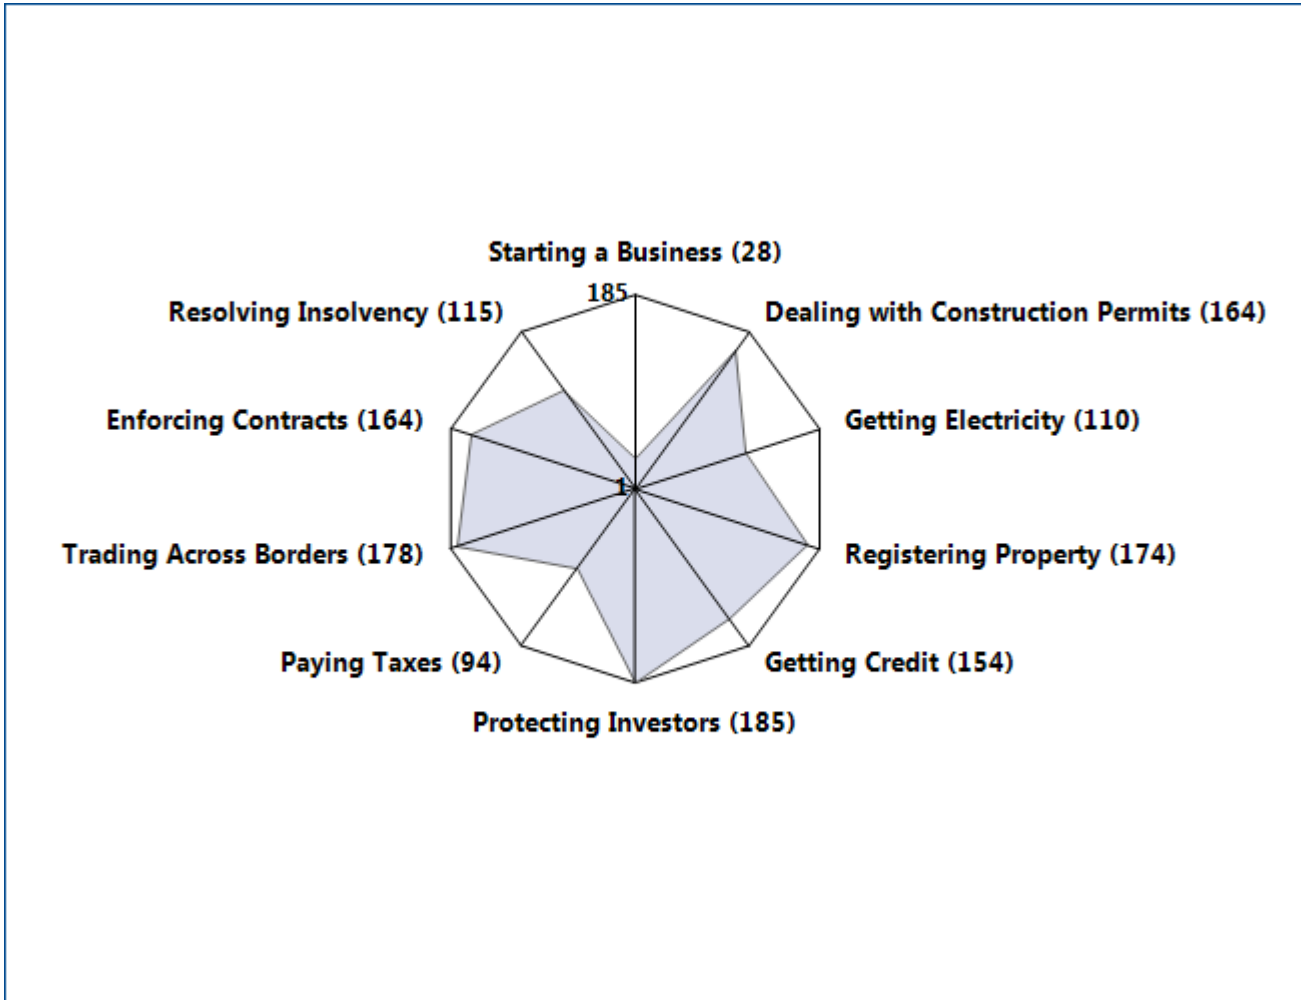 Starting a Business (28)
185
Resolving Insolvency (115)
Dealing with Construction Permits (164)
Enforcing Contracts (164)
Getting Electricity (110)
1
Trading Across Borders (178)
Registering Property (174)
Paying Taxes (94)
Getting Credit (154)
Protecting Investors (185)